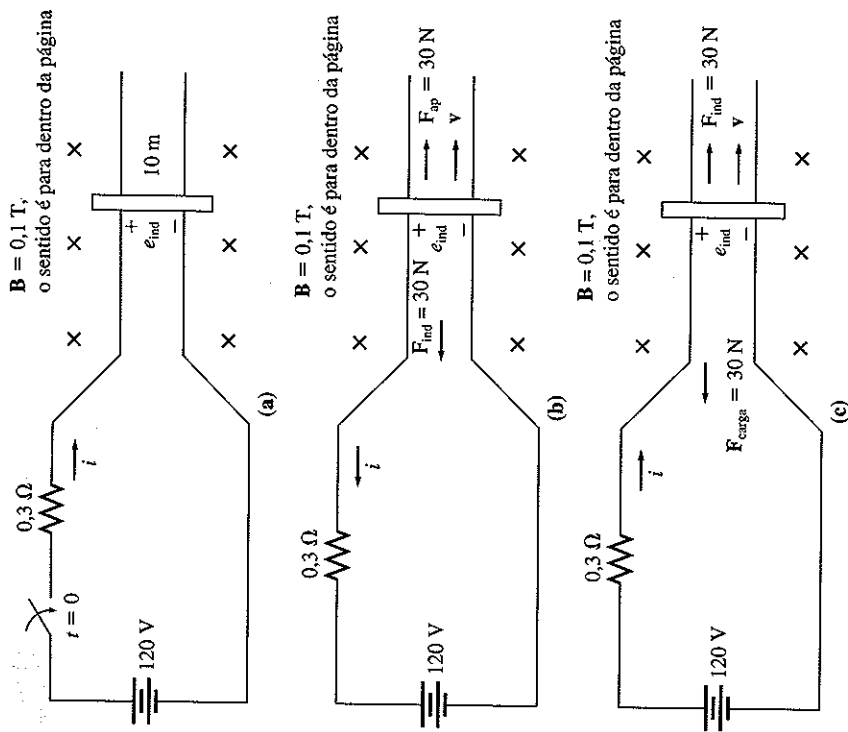 B = 0,1 T,
o sentido é para dentro da página
t = 0
0,3 Ω
i
+
e_ind
−
10 m
120 V
(a)
B = 0,1 T,
o sentido é para dentro da página
0,3 Ω
i
F_ind = 30 N
+
e_ind
−
F_ap = 30 N
v
120 V
(b)
B = 0,1 T,
o sentido é para dentro da página
0,3 Ω
i
+
e_ind
−
F_ind = 30 N
v
F_carga = 30 N
120 V
(c)